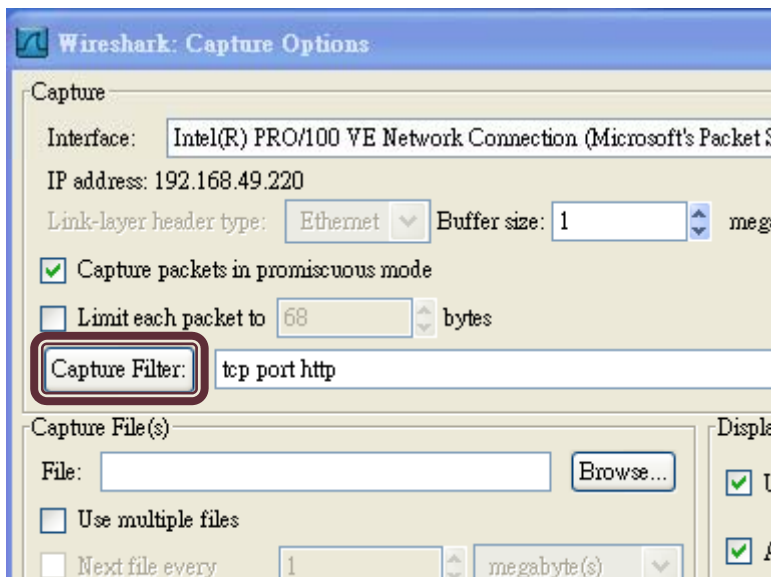 Wireshark: Capture Options
Capture
Interface: Intel(R) PRO/100 VE Network Connection (Microsoft's Packet
IP address: 192.168.49.220
Link-layer header type: Ethernet Buffer size: 1
Capture packets in promiscuous mode
Limit each packet to 68 bytes
Capture Filter: tcp port http
Capture File(s)
File: Browse...
Use multiple files
Next file every 1 megabyte(s)